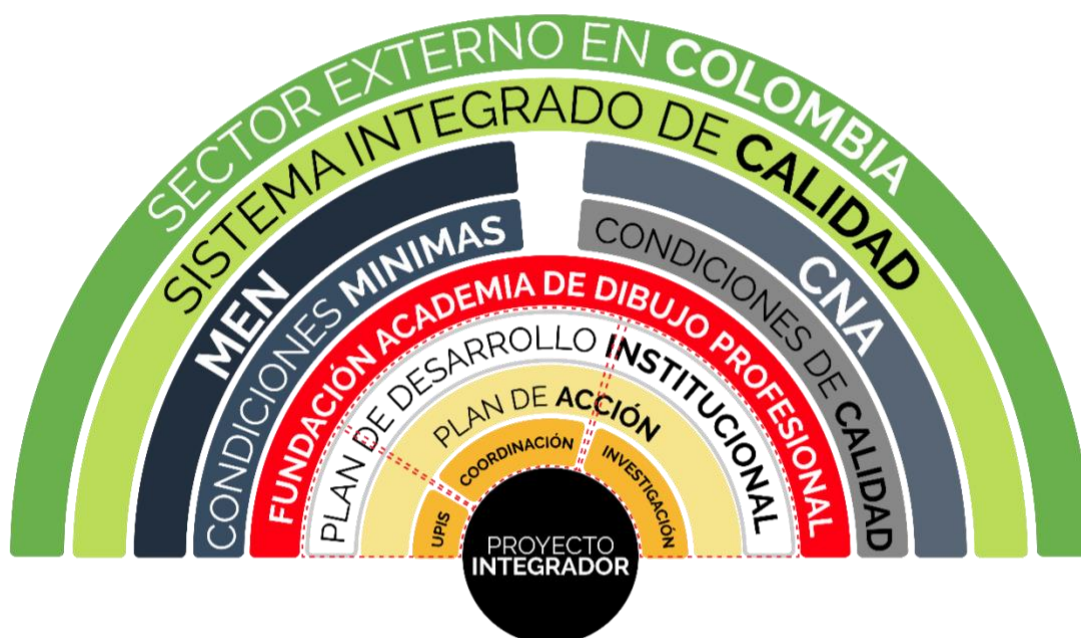 SECTOR EXTERNO EN COLOMBIA
SISTEMA INTEGRADO DE CALIDAD
MEN
CONDICIONES MINIMAS
CNA
CONDICIONES DE CALIDAD
FUNDACIÓN ACADEMIA DE DIBUJO PROFESIONAL
PLAN DE DESARROLLO INSTITUCIONAL
PLAN DE ACCIÓN
UPIS
COORDINACIÓN
INVESTIGACIÓN
PROYECTO
INTEGRADOR